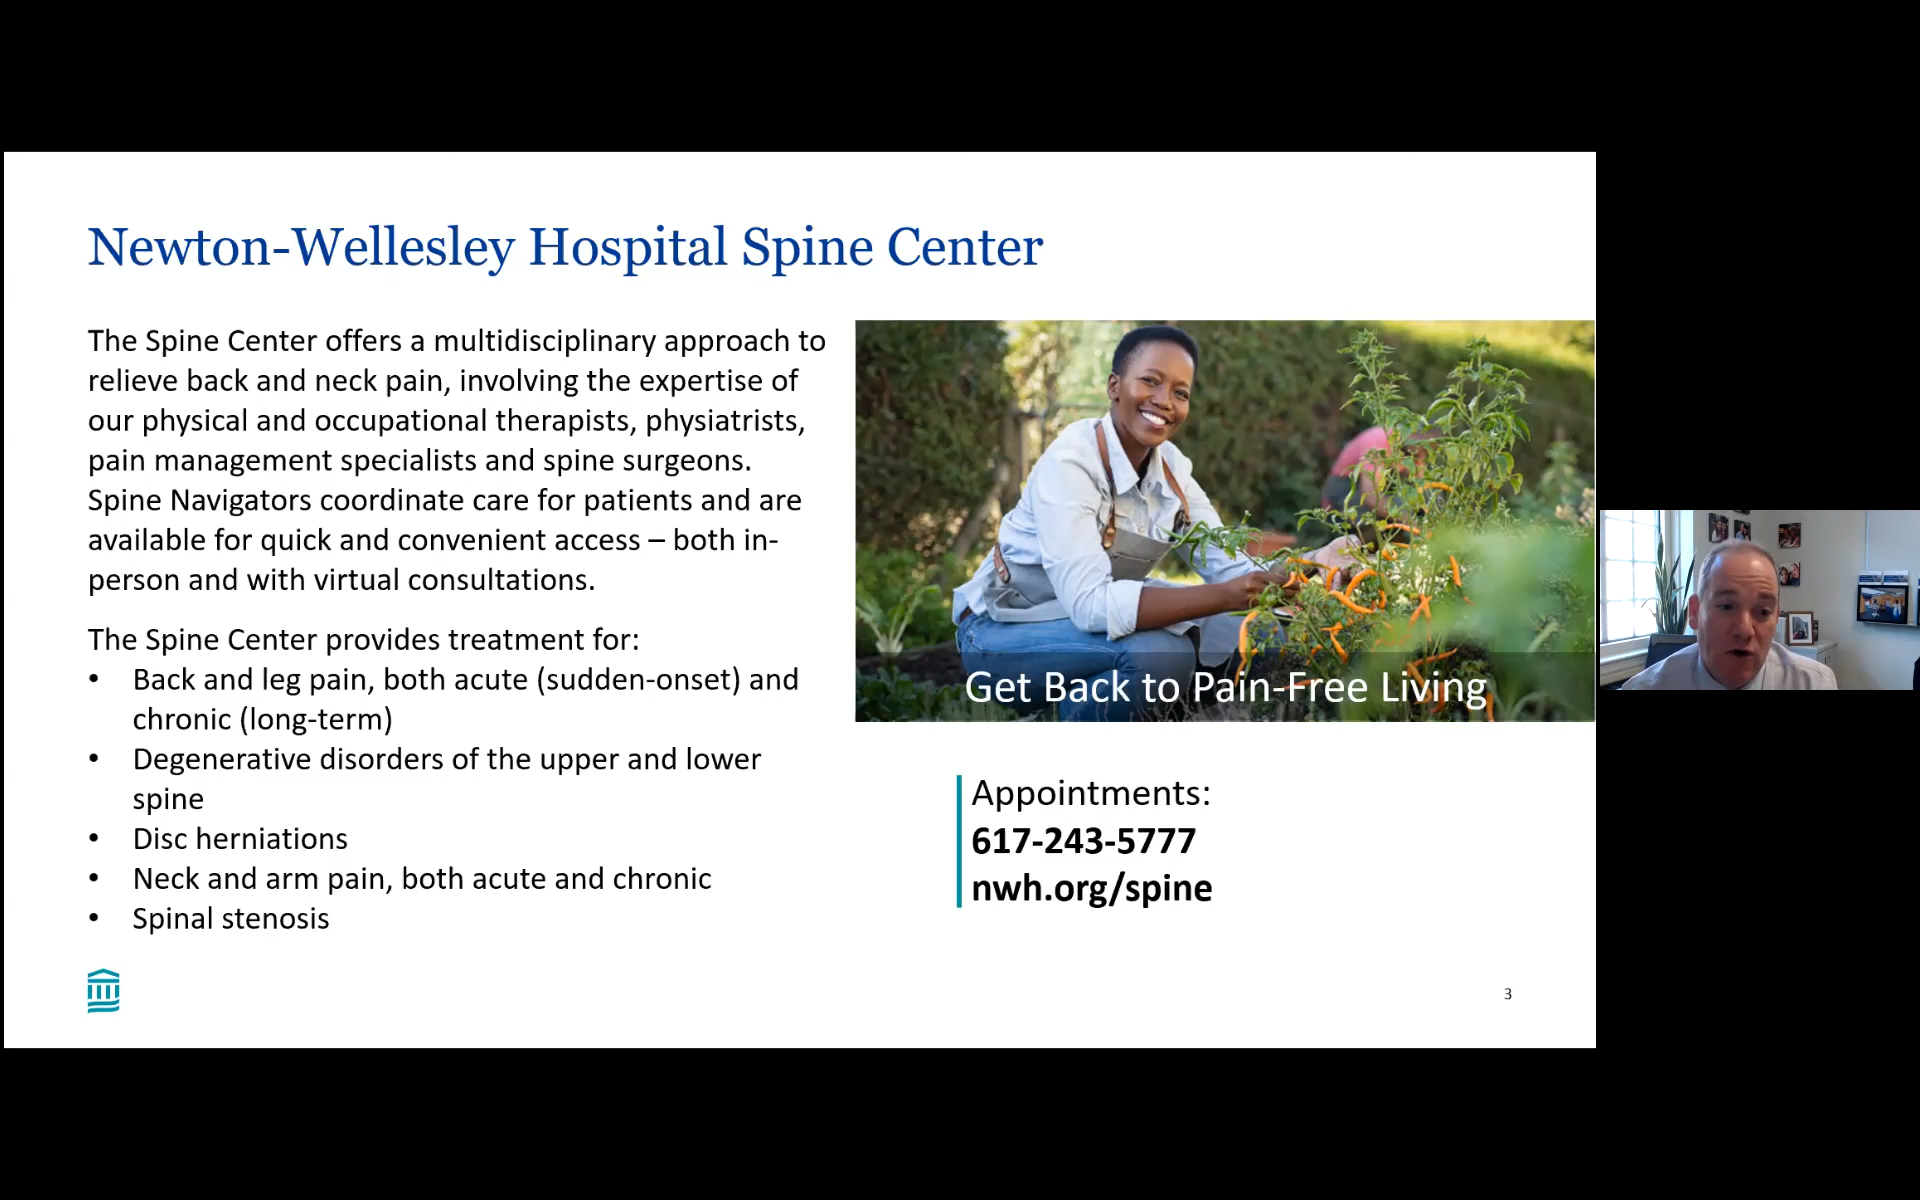 Newton-Wellesley Hospital Spine Center
The Spine Center offers a multidisciplinary approach to
relieve back and neck pain, involving the expertise of
our physical and occupational therapists, physiatrists,
pain management specialists and spine surgeons.
Spine Navigators coordinate care for patients and are
available for quick and convenient access – both in-
person and with virtual consultations.
The Spine Center provides treatment for:
• Back and leg pain, both acute (sudden-onset) and
chronic (long-term)
• Degenerative disorders of the upper and lower
spine
• Disc herniations
• Neck and arm pain, both acute and chronic
• Spinal stenosis
Get Back to Pain-Free Living
Appointments:
617-243-5777
nwh.org/spine
3